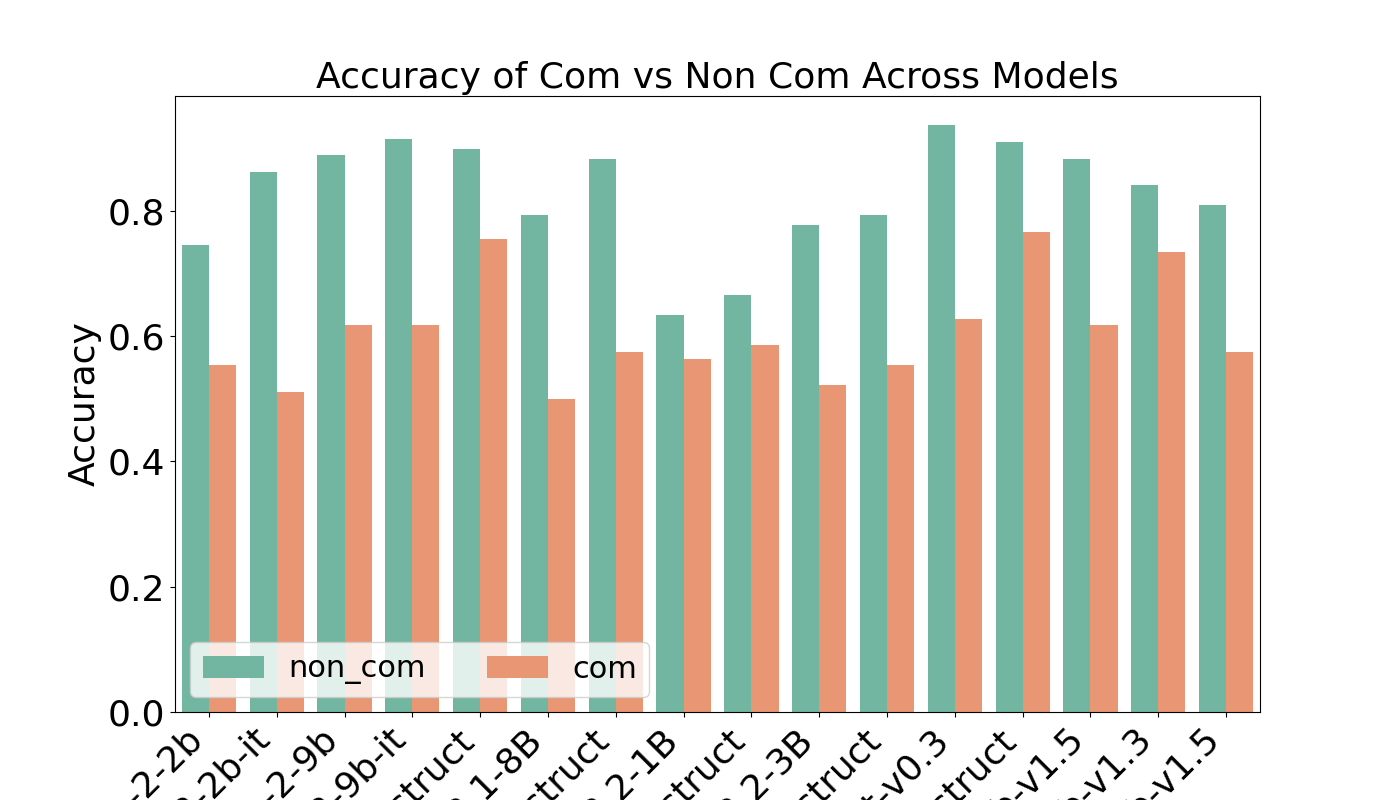 Accuracy of Com vs Non Com Across Models
Accuracy
0.8
0.6
0.4
0.2
0.0
non_com
com
-2-2b
-2b-it
-2-9b
-9b-it
struct
1-8B
struct
2-1B
struct
2-3B
struct
t-v0.3
struct
-v1.5
-v1.3
-v1.5